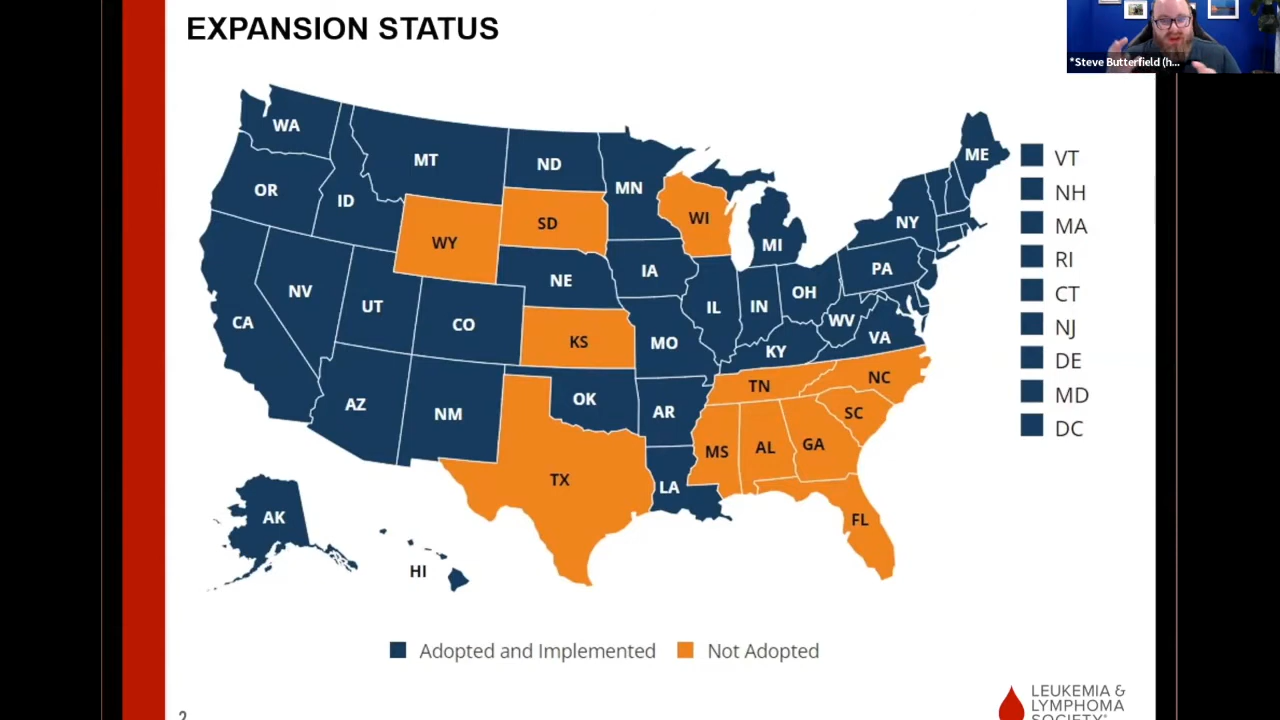 EXPANSION STATUS
*Steve Butterfield (h...
WA
MT
ND
MN
ME
OR
ID
SD
WI
NY
WY
MI
PA
NE
IA
OH
NV
UT
CO
IL
IN
WV
CA
KS
MO
VA
KY
AZ
NM
OK
AR
TN
NC
SC
MS
AL
GA
TX
LA
FL
AK
HI
VT
NH
MA
RI
CT
NJ
DE
MD
DC
Adopted and Implemented
Not Adopted
2
LEUKEMIA &
LYMPHOMA
SOCIETY®